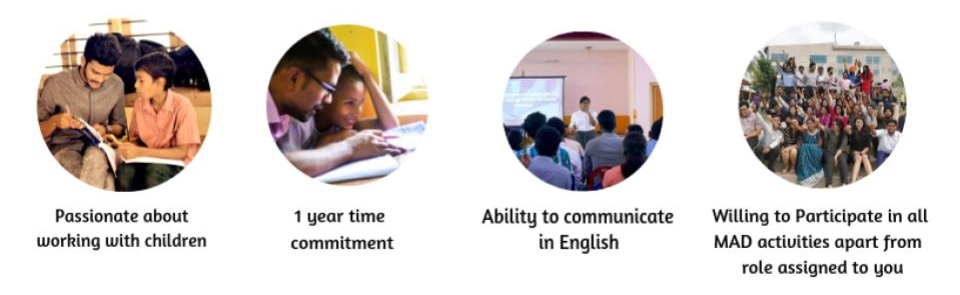 Passionate about
working with children
1 year time
commitment
Ability to communicate
in English
Willing to Participate in all
MAD activities apart from
role assigned to you